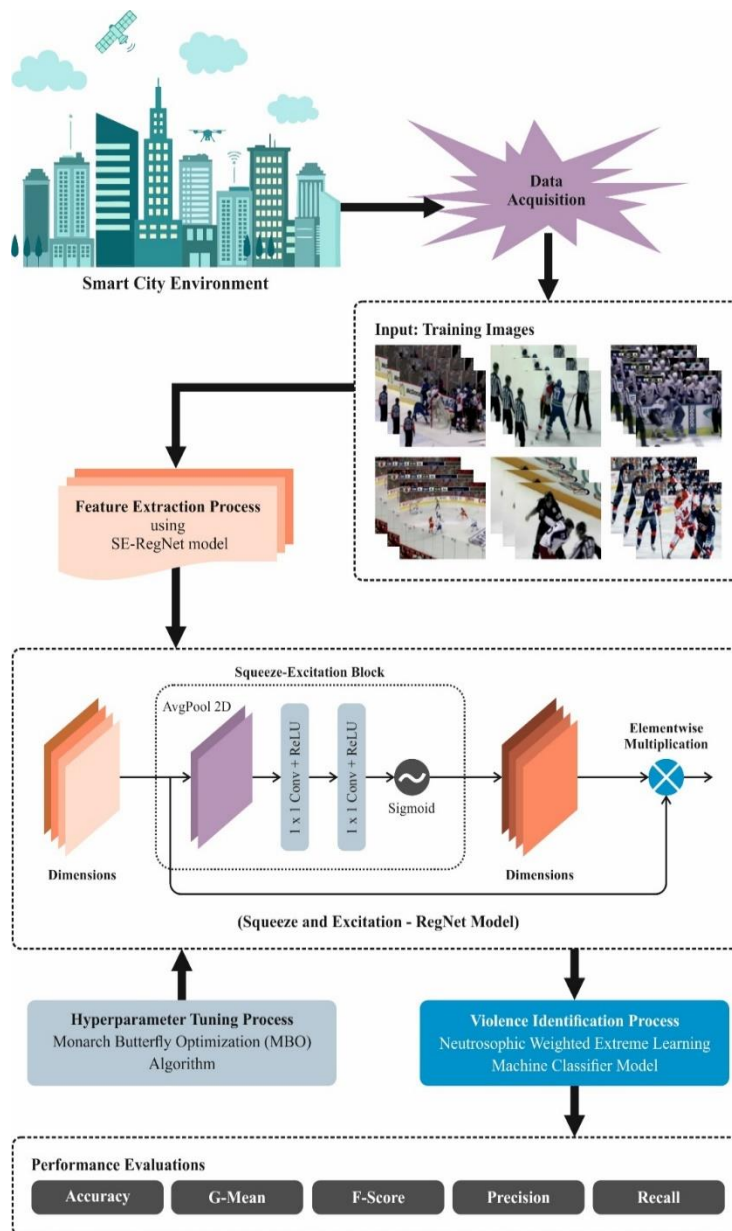 Data
Acquisition
Smart City Environment
Input: Training Images
Feature Extraction Process
using
SE-RegNet model
Squeeze-Excitation Block
AvgPool 2D
1 x 1 Conv + ReLU
1 x 1 Conv + ReLU
Sigmoid
Elementwise
Multiplication
Dimensions
Dimensions
(Squeeze and Excitation - RegNet Model)
Hyperparameter Tuning Process
Monarch Butterfly Optimization (MBO)
Algorithm
Violence Identification Process
Neutrosophic Weighted Extreme Learning
Machine Classifier Model
Performance Evaluations
Accuracy
G-Mean
F-Score
Precision
Recall